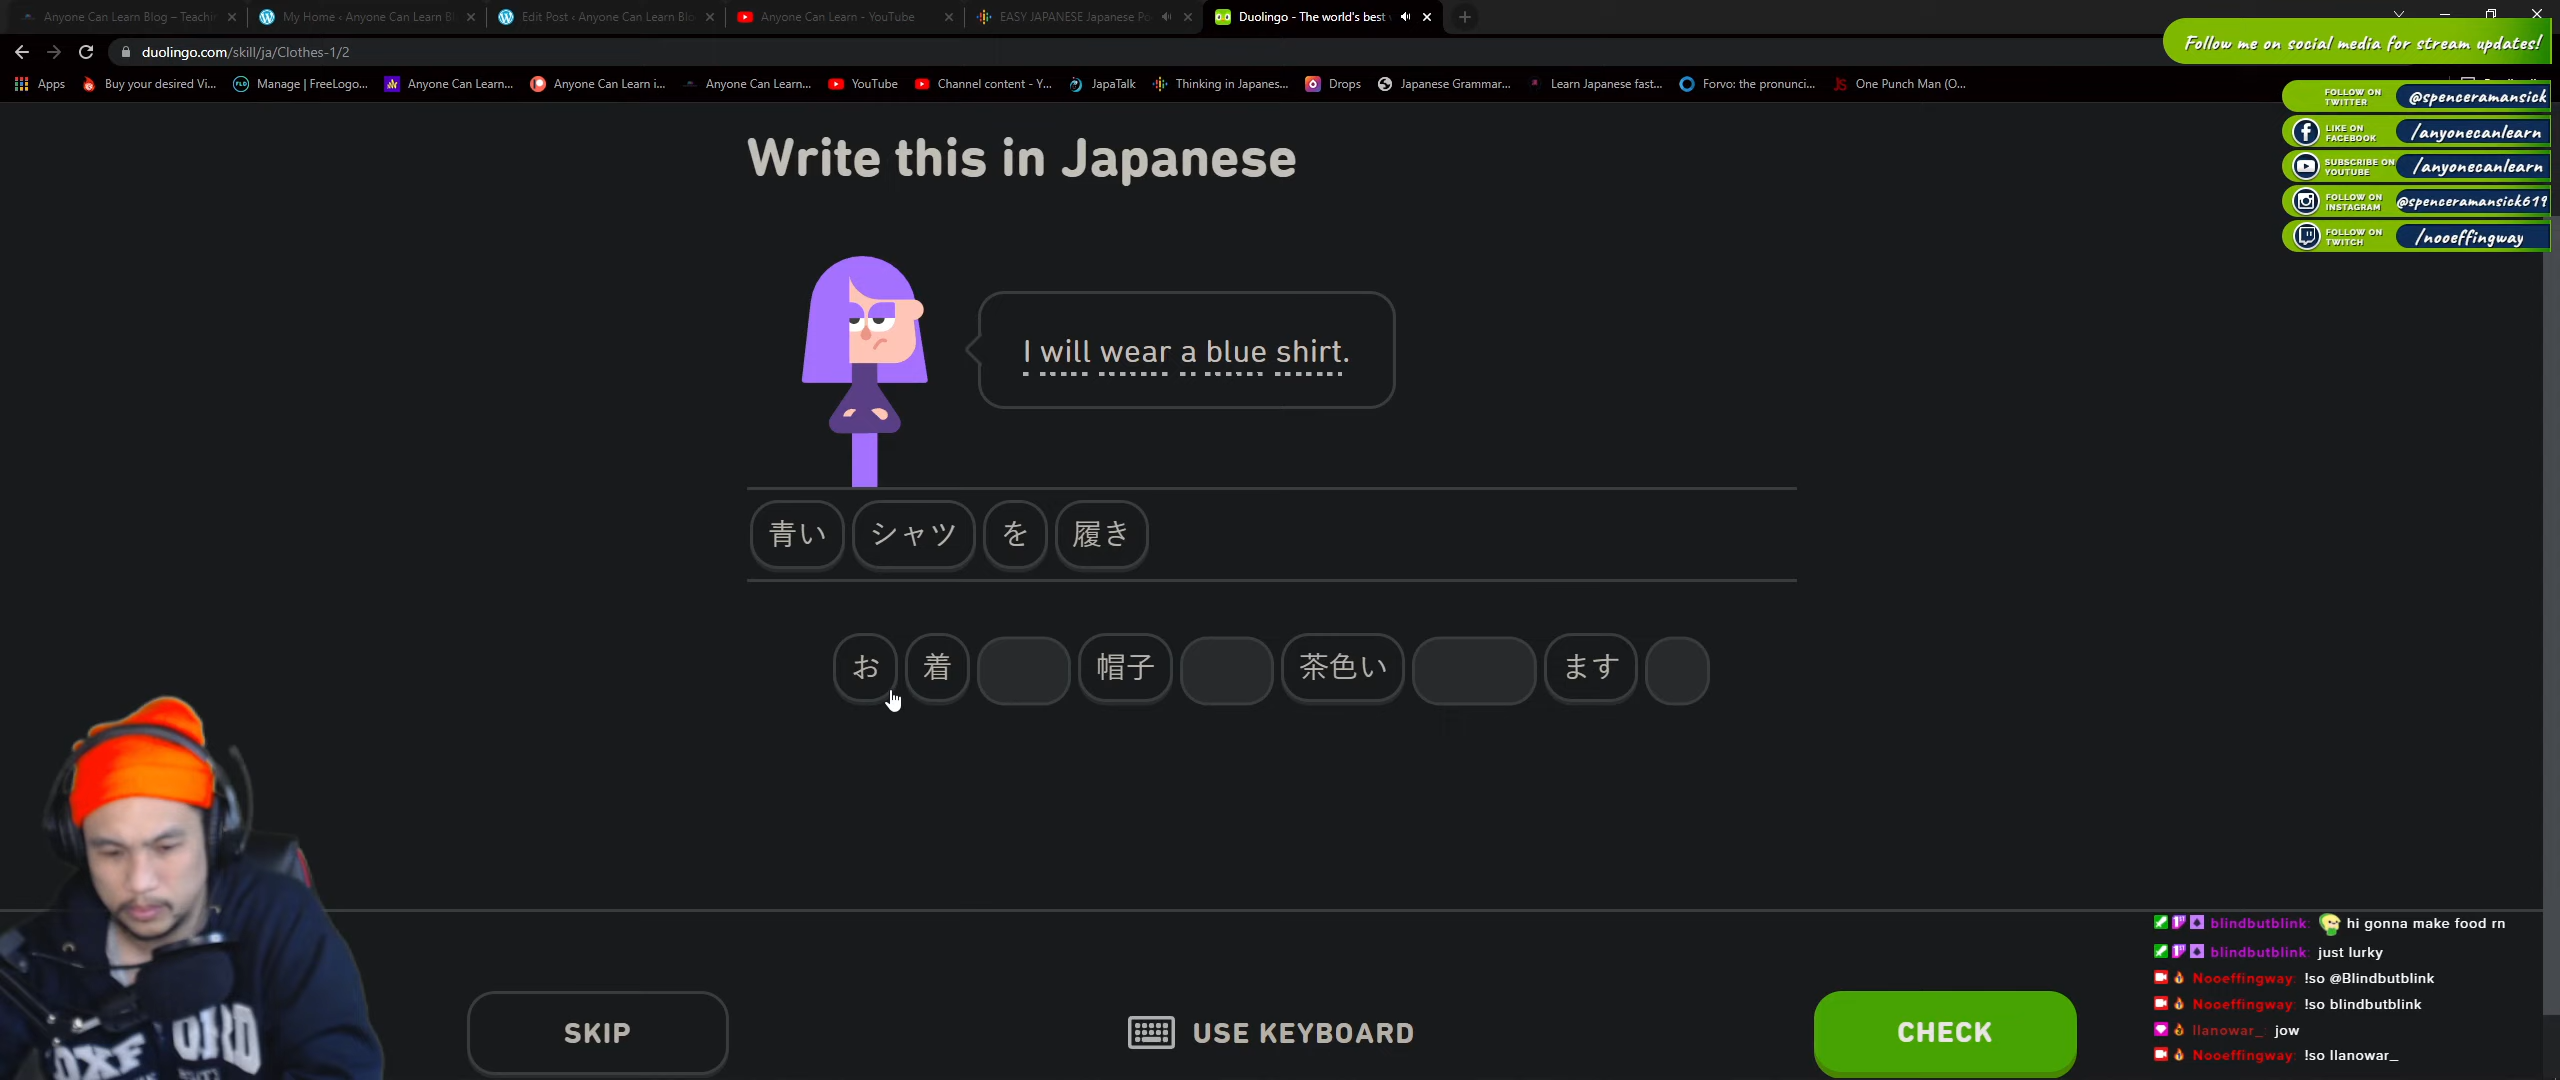 Anyone Can Learn Blog – Teachi
My Home ‹ Anyone Can Learn Bl
Edit Post ‹ Anyone Can Learn Blo
Anyone Can Learn - YouTube
EASY JAPANESE Japanese Po
Duolingo - The world's best
duolingo.com/skill/ja/Clothes-1/2
Apps
Buy your desired Vi...
Manage | FreeLogo...
Anyone Can Learn...
Anyone Can Learn i...
Anyone Can Learn...
YouTube
Channel content - Y...
JapaTalk
Thinking in Japanes...
Drops
Japanese Grammar...
Learn Japanese fast...
Forvo: the pronunci...
One Punch Man (O...
Follow me on social media for stream updates!
FOLLOW ON
TWITTER
@spenceramansick
LIKE ON
FACEBOOK
/anyonecanlearn
SUBSCRIBE ON
YOUTUBE
/anyonecanlearn
FOLLOW ON
INSTAGRAM
@spenceramansick619
FOLLOW ON
TWITCH
/nooeffingway
Write this in Japanese
I will wear a blue shirt.
青い シャツ を 履き
お 着 帽子 茶色い ます
SKIP
USE KEYBOARD
CHECK
blindbutblink: hi gonna make food rn
blindbutblink: just lurky
Nooeffingway: !so @Blindbutblink
Nooeffingway: !so blindbutblink
llanowar_: jow
Nooeffingway: !so llanowar_